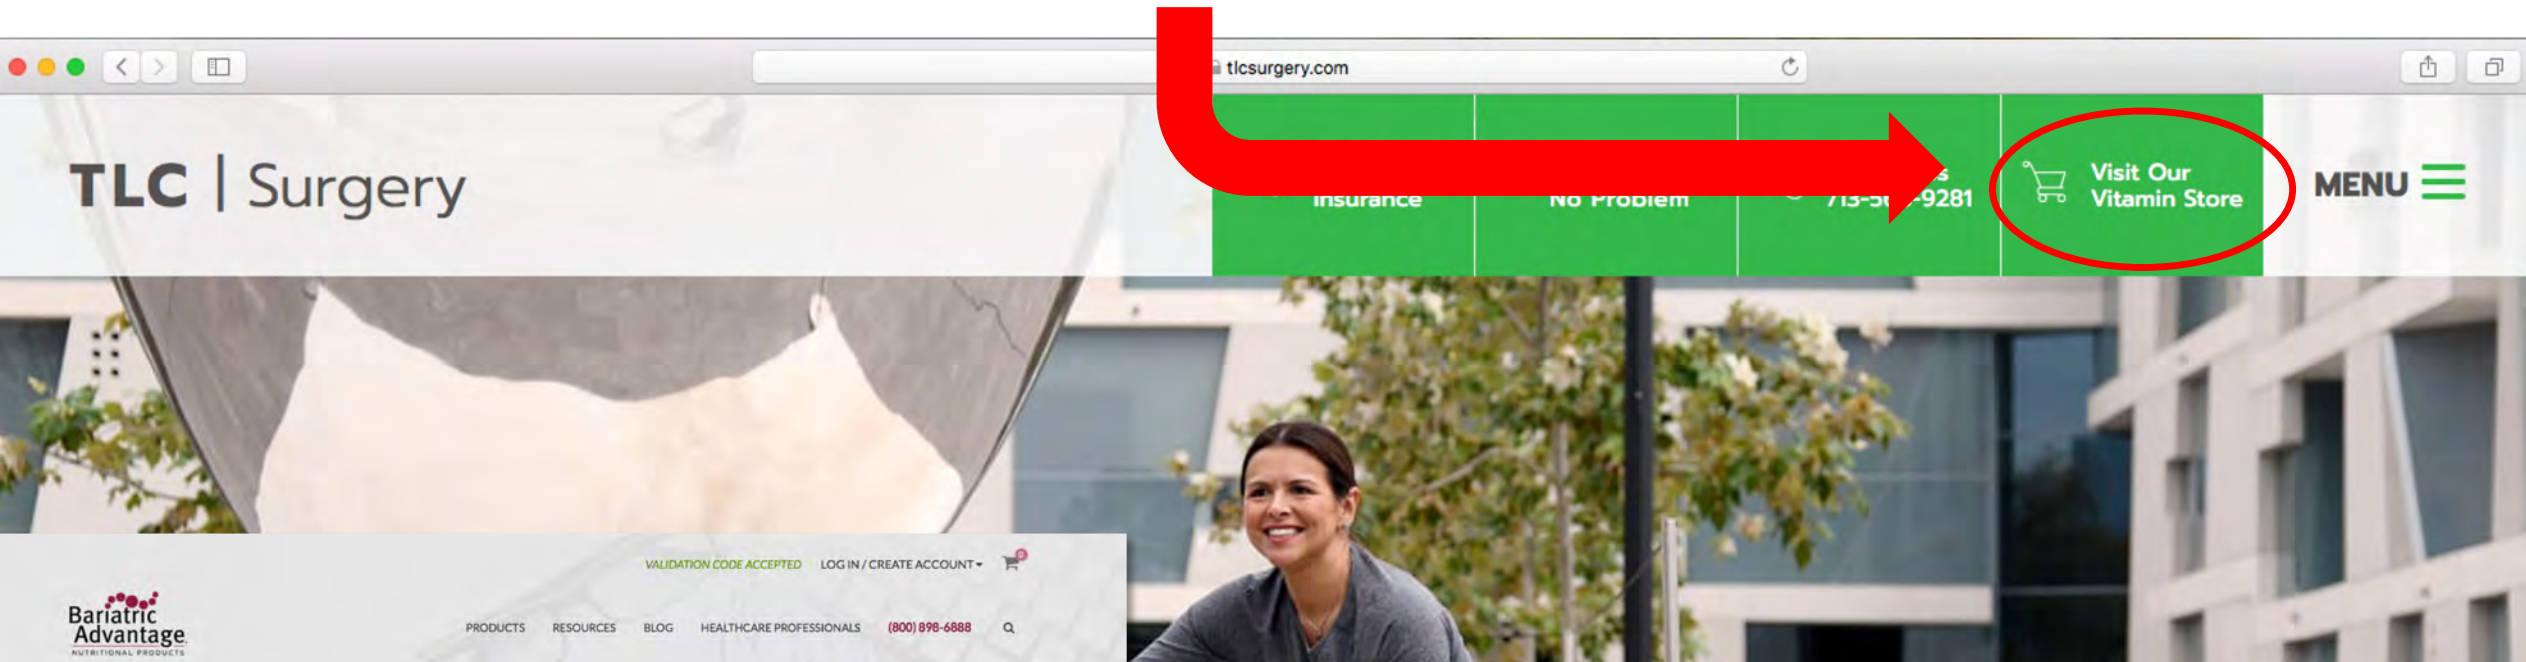 tlcsurgery.com
TLC | Surgery
Insurance
No Problem
9281
Visit Our
Vitamin Store
MENU
VALIDATION CODE ACCEPTED LOG IN / CREATE ACCOUNT 0
Bariatric
Advantage
NUTRITIONAL PRODUCTS
PRODUCTS RESOURCES BLOG HEALTHCARE PROFESSIONALS (800) 898-6888